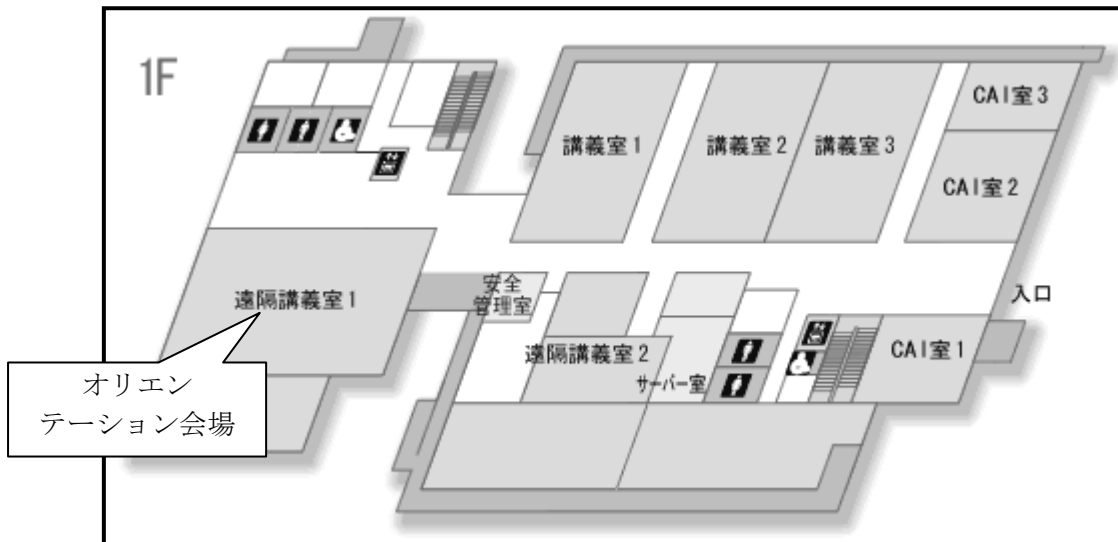 1F
CAI室3
講義室1
講義室2
講義室3
CAI室2
遠隔講義室1
安全
管理室
入口
遠隔講義室2
CAI室1
サーバー室
オリエン
テーション会場